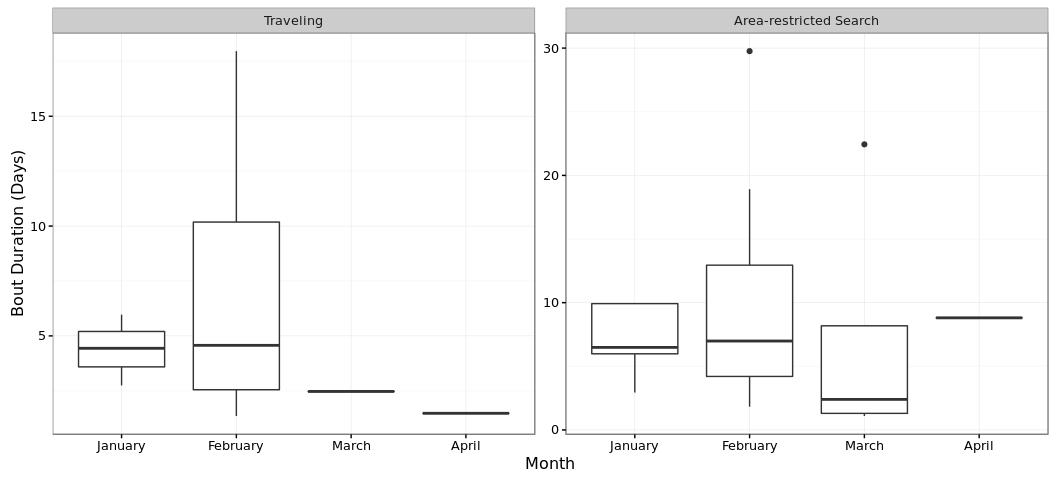 Traveling
Area-restricted Search
Bout Duration (Days)
15
10
5
30
20
10
0
January February March April
January February March April
Month